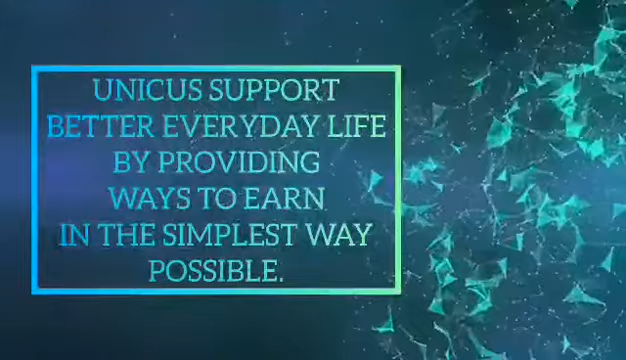 UNICUS SUPPORT
BETTER EVERYDAY LIFE
BY PROVIDING
WAYS TO EARN
IN THE SIMPLEST WAY
POSSIBLE.